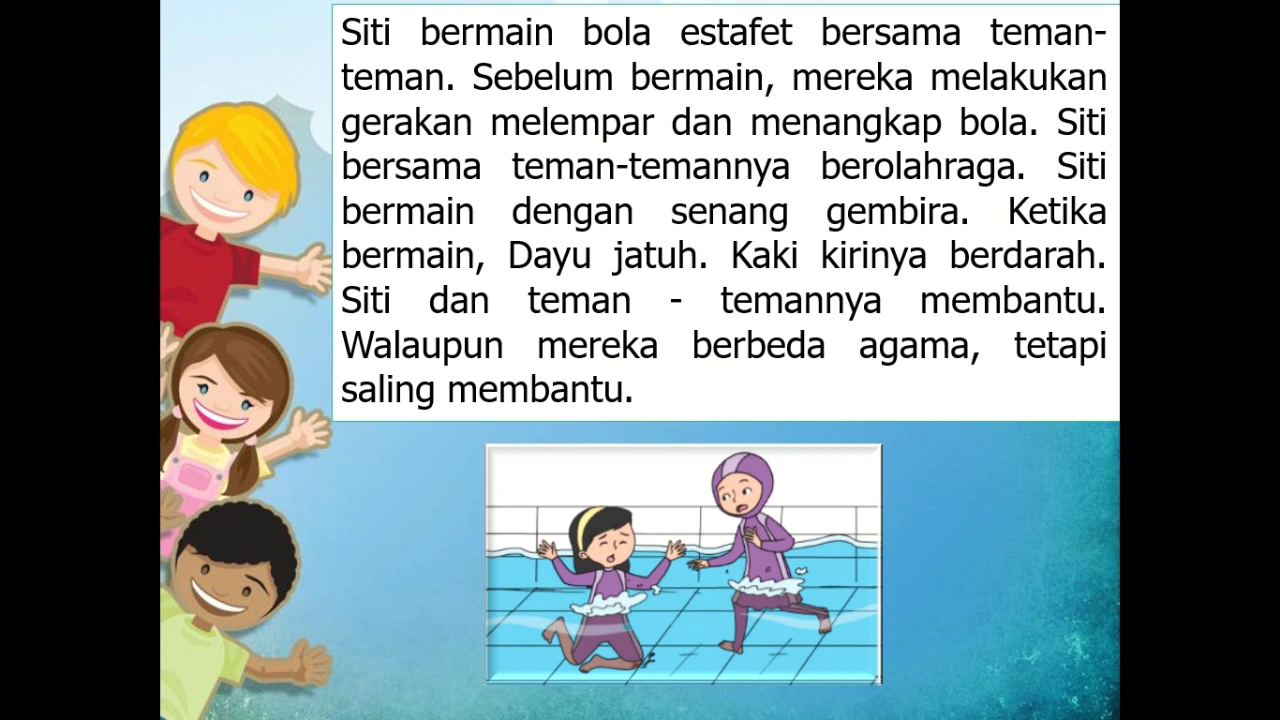 Siti bermain bola estafet bersama teman-
teman. Sebelum bermain, mereka melakukan
gerakan melempar dan menangkap bola. Siti
bersama teman-temannya berolahraga. Siti
bermain dengan senang gembira. Ketika
bermain, Dayu jatuh. Kaki kirinya berdarah.
Siti dan teman - temannya membantu.
Walaupun mereka berbeda agama, tetapi
saling membantu.